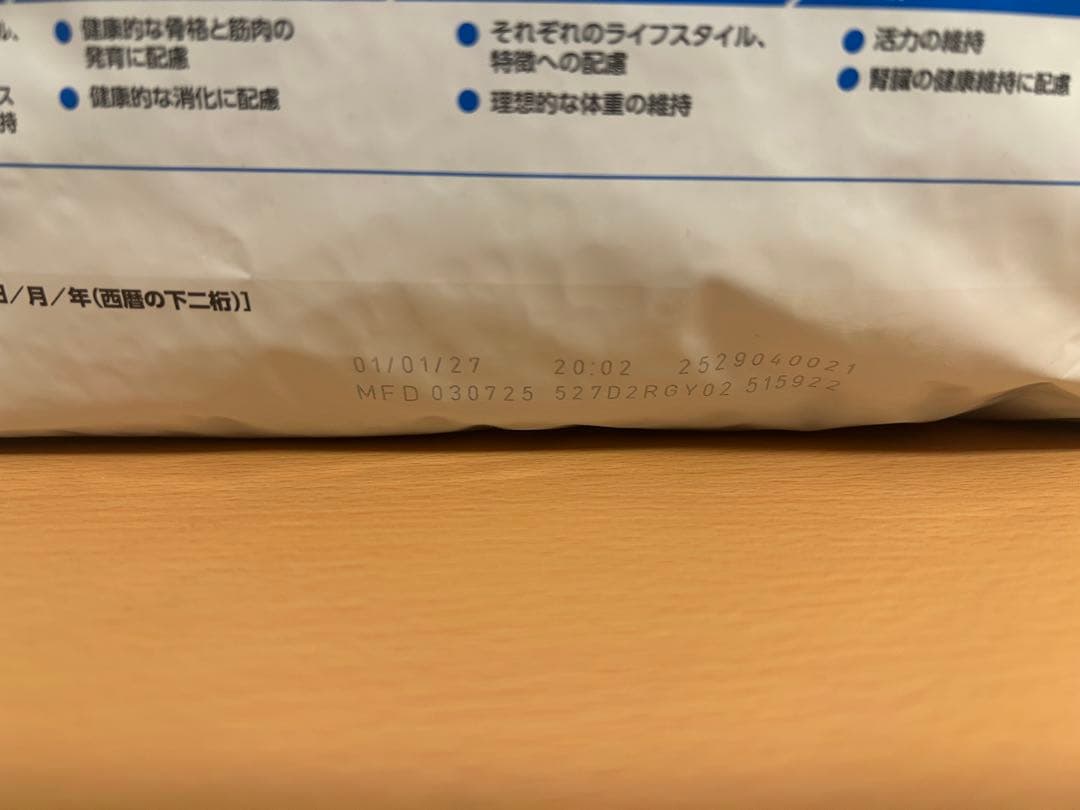 ル、
ス
持
● 健康的な骨格と筋肉の
発育に配慮
● 健康的な消化に配慮
● それぞれのライフスタイル、
特徴への配慮
● 理想的な体重の維持
● 活力の維持
● 腎臓の健康維持に配慮
日/月/年(西暦の下二桁)]
01/01/27 20:02 2529040021
MFD 030725 527D2RGY02 515922